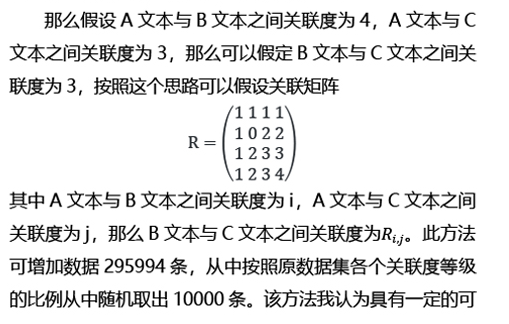 那么假设 A 文本与 B 文本之间关联度为 4，A 文本与 C
文本之间关联度为 3，那么可以假定 B 文本与 C 文本之间关
联度为 3，按照这个思路可以假设关联矩阵
R = (1 1 1 1
1 0 2 2
1 2 3 3
1 2 3 4)
其中 A 文本与 B 文本之间关联度为 i，A 文本与 C 文本之间
关联度为 j，那么 B 文本与 C 文本之间关联度为R_{i,j}。此方法
可增加数据 295994 条，从中按照原数据集各个关联度等级
的比例从中随机取出 10000 条。该方法我认为具有一定的可